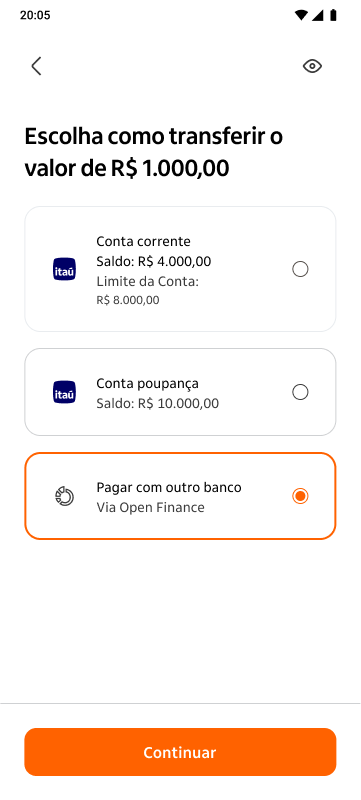 20:05
Escolha como transferir o
valor de R$ 1.000,00
Conta corrente
Saldo: R$ 4.000,00
itaú
Limite da Conta:
R$ 8.000,00
Conta poupança
itaú
Saldo: R$ 10.000,00
Pagar com outro banco
Via Open Finance
Continuar